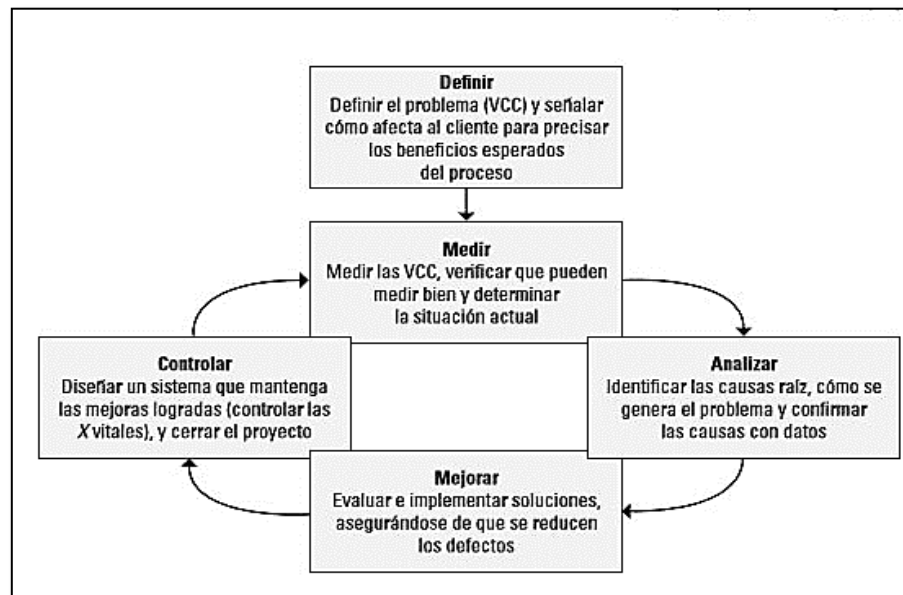 Definir
Definir el problema (VCC) y señalar
cómo afecta al cliente para precisar
los beneficios esperados
del proceso
Medir
Medir las VCC, verificar que pueden
medir bien y determinar
la situación actual
Controlar
Diseñar un sistema que mantenga
las mejoras logradas (controlar las
X vitales), y cerrar el proyecto
Analizar
Identificar las causas raíz, cómo se
genera el problema y confirmar
las causas con datos
Mejorar
Evaluar e implementar soluciones,
asegurándose de que se reducen
los defectos